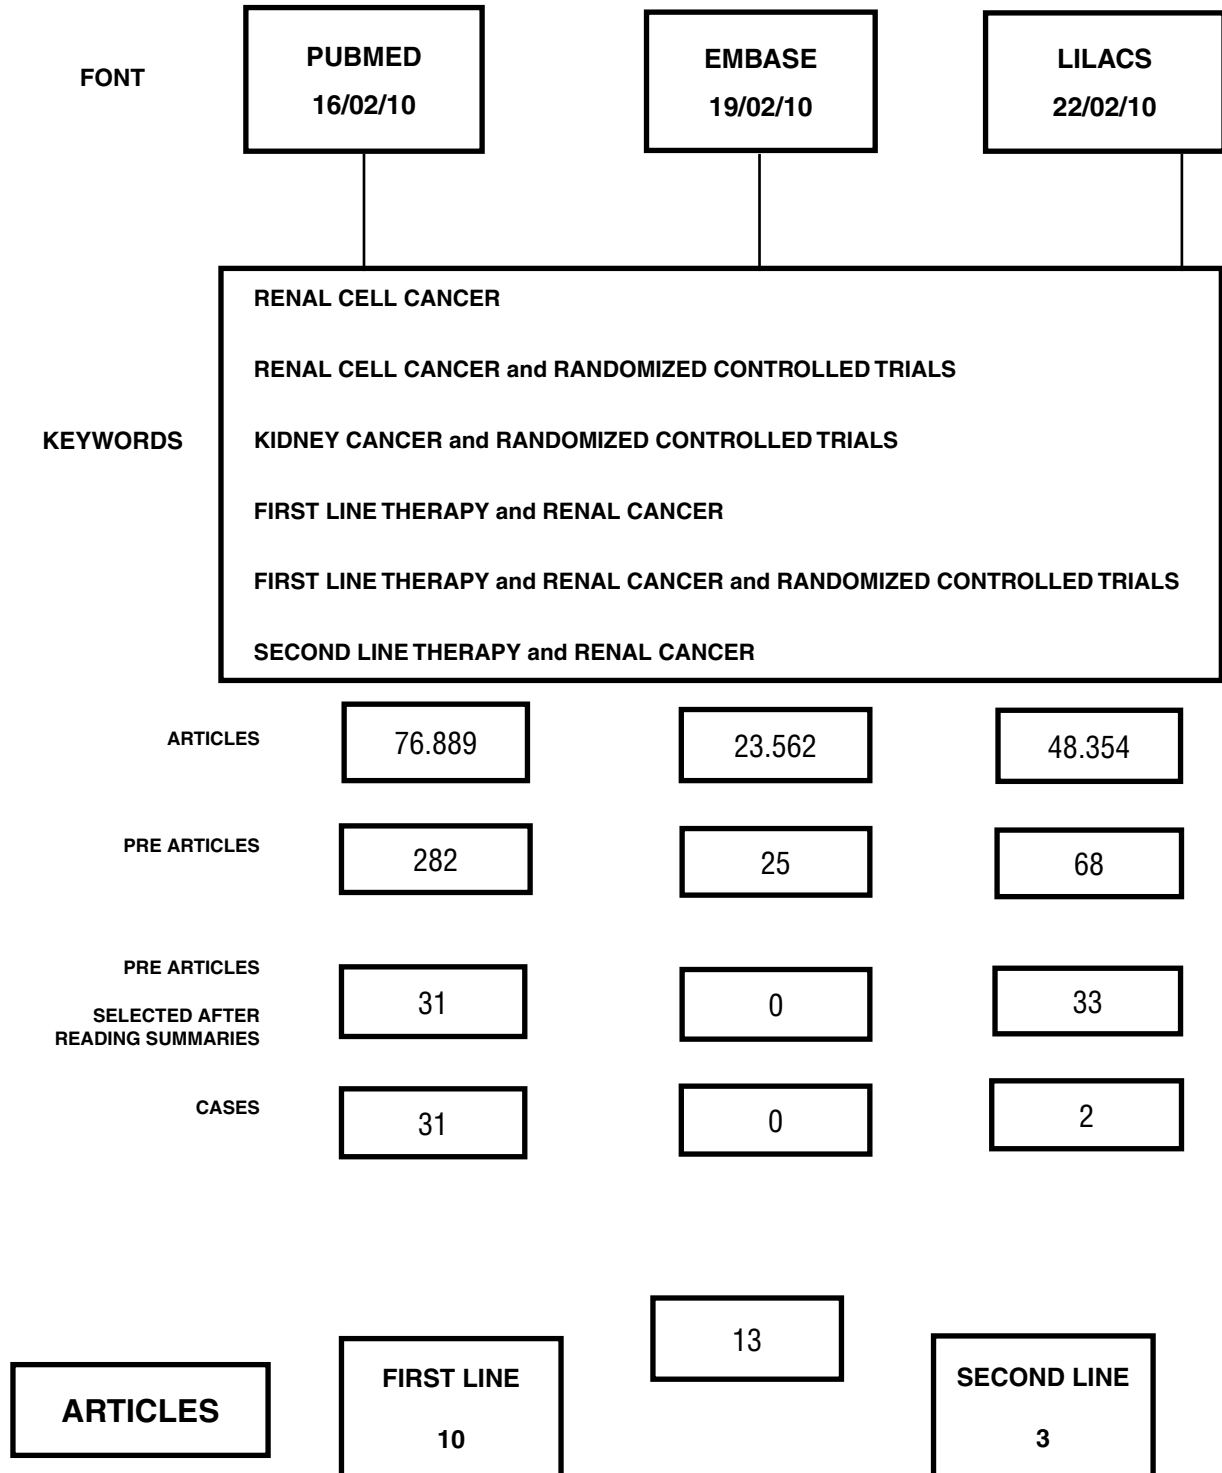 FONT
PUBMED
16/02/10
EMBASE
19/02/10
LILACS
22/02/10
KEYWORDS
RENAL CELL CANCER
RENAL CELL CANCER and RANDOMIZED CONTROLLED TRIALS
KIDNEY CANCER and RANDOMIZED CONTROLLED TRIALS
FIRST LINE THERAPY and RENAL CANCER
FIRST LINE THERAPY and RENAL CANCER and RANDOMIZED CONTROLLED TRIALS
SECOND LINE THERAPY and RENAL CANCER
ARTICLES
76.889
23.562
48.354
PRE ARTICLES
282
25
68
PRE ARTICLES
SELECTED AFTER
READING SUMMARIES
31
0
33
CASES
31
0
2
13
ARTICLES
FIRST LINE
10
SECOND LINE
3